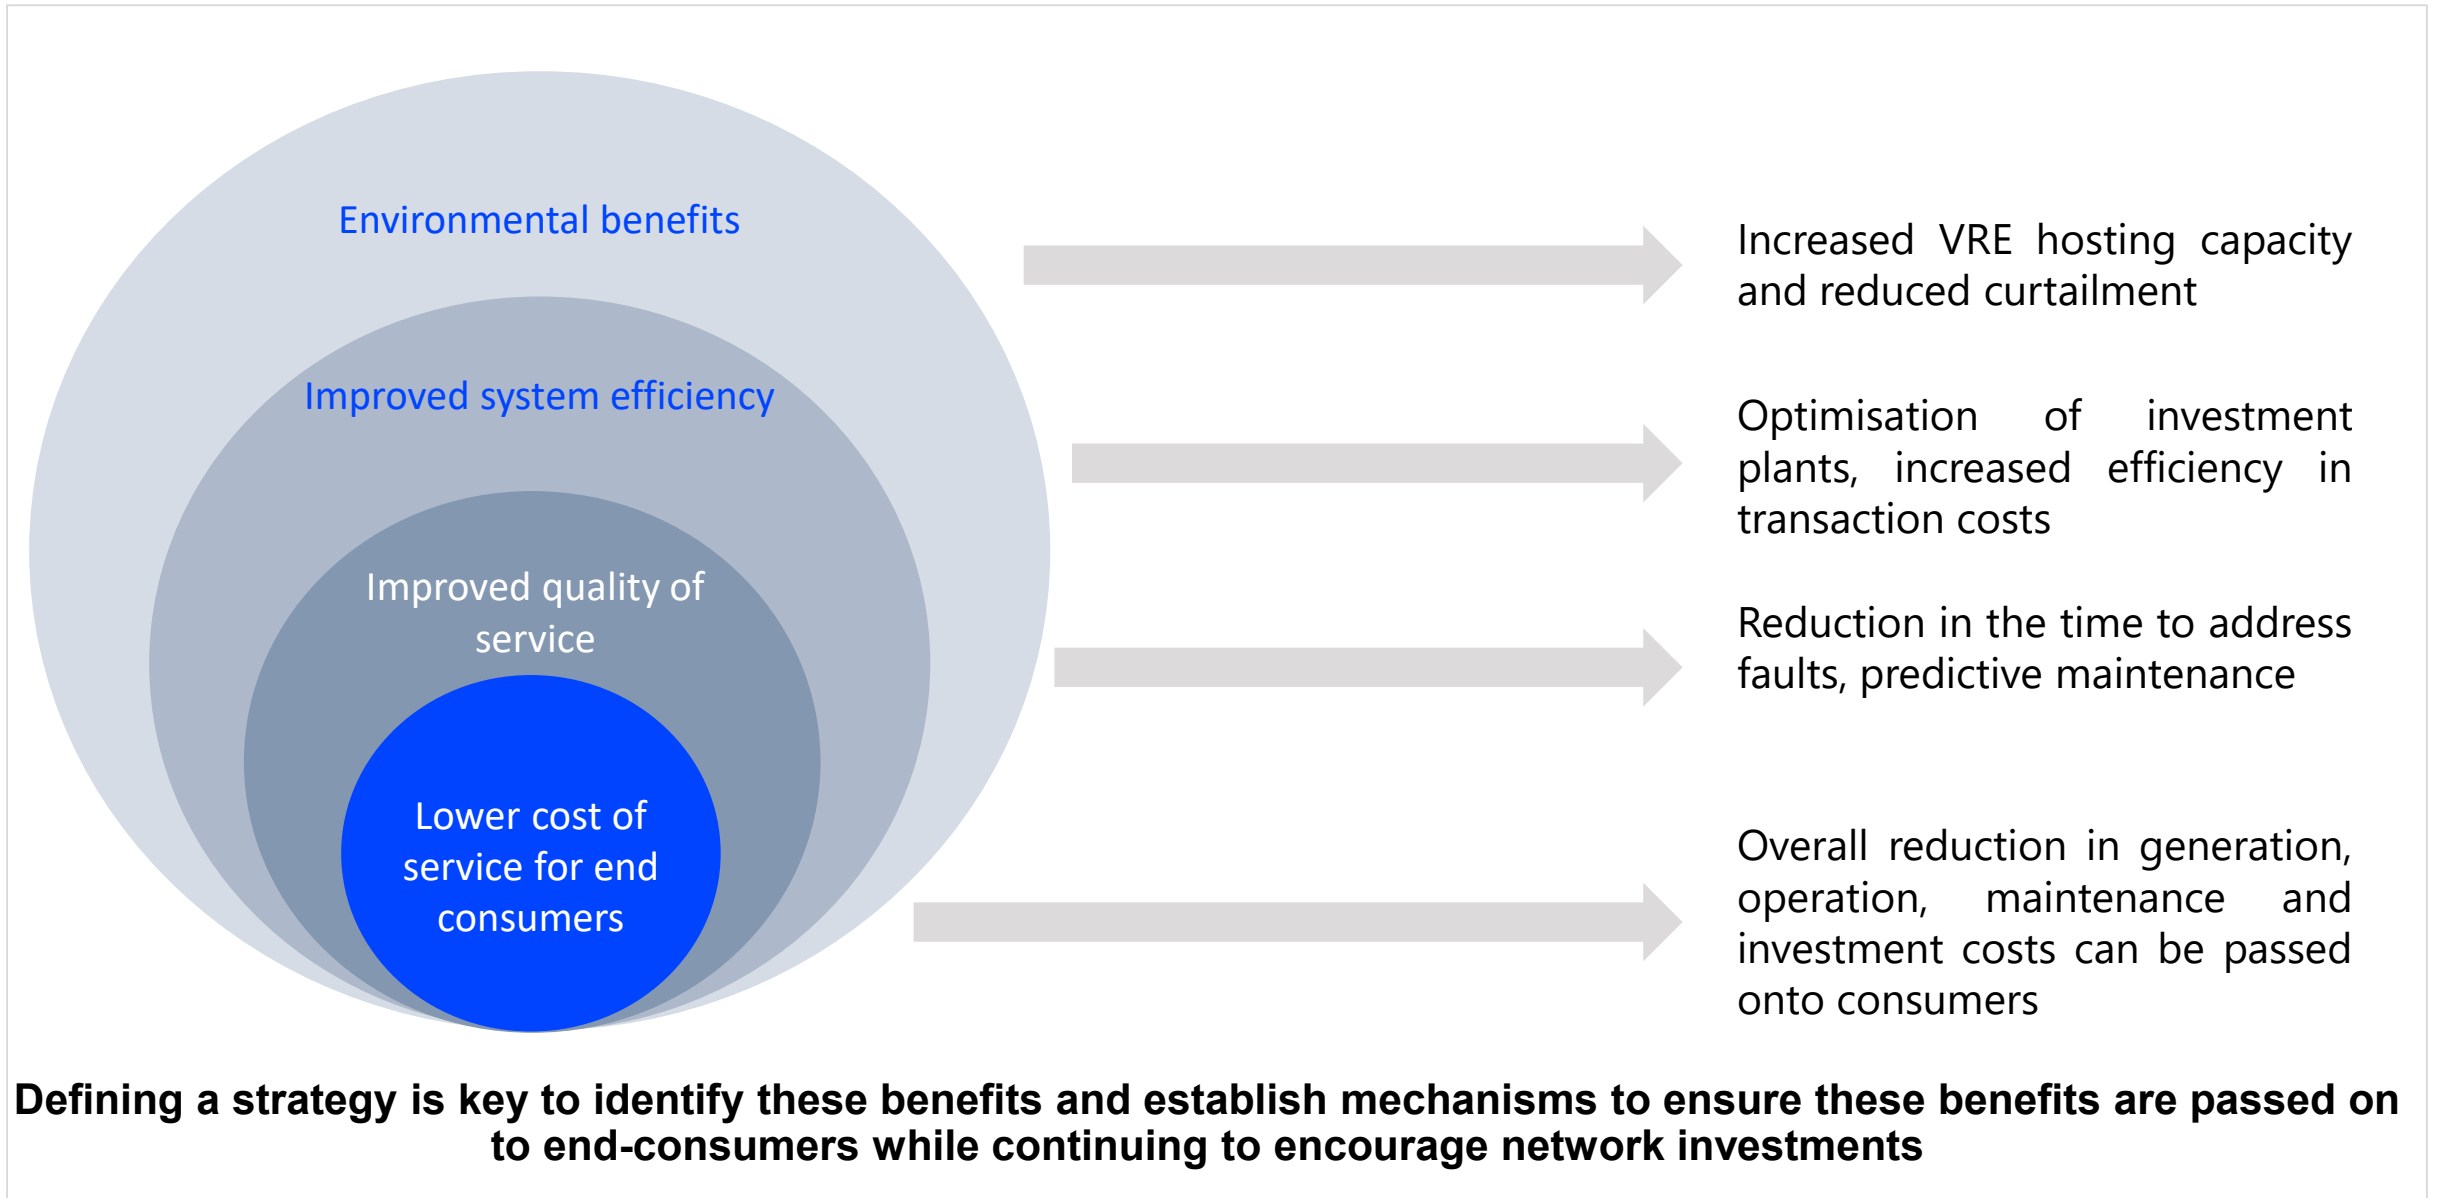 Environmental benefits
Increased VRE hosting capacity
and reduced curtailment
Improved system efficiency
Optimisation of investment
plants, increased efficiency in
transaction costs
Improved quality of
service
Reduction in the time to address
faults, predictive maintenance
Lower cost of
service for end
consumers
Overall reduction in generation,
operation, maintenance and
investment costs can be passed
onto consumers
Defining a strategy is key to identify these benefits and establish mechanisms to ensure these benefits are passed on
to end-consumers while continuing to encourage network investments